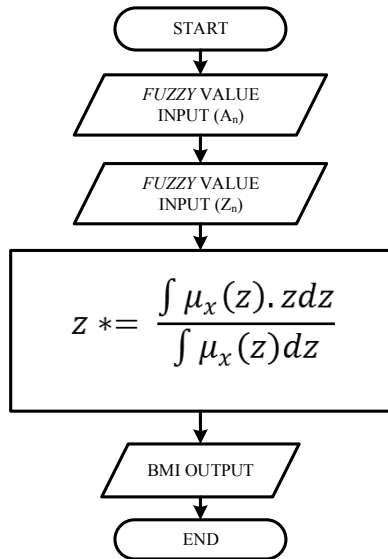 START
FUZZY VALUE
INPUT (Aₙ)
FUZZY VALUE
INPUT (Zₙ)
z *= ∫ μₓ(z). zdz / ∫ μₓ(z)dz
BMI OUTPUT
END